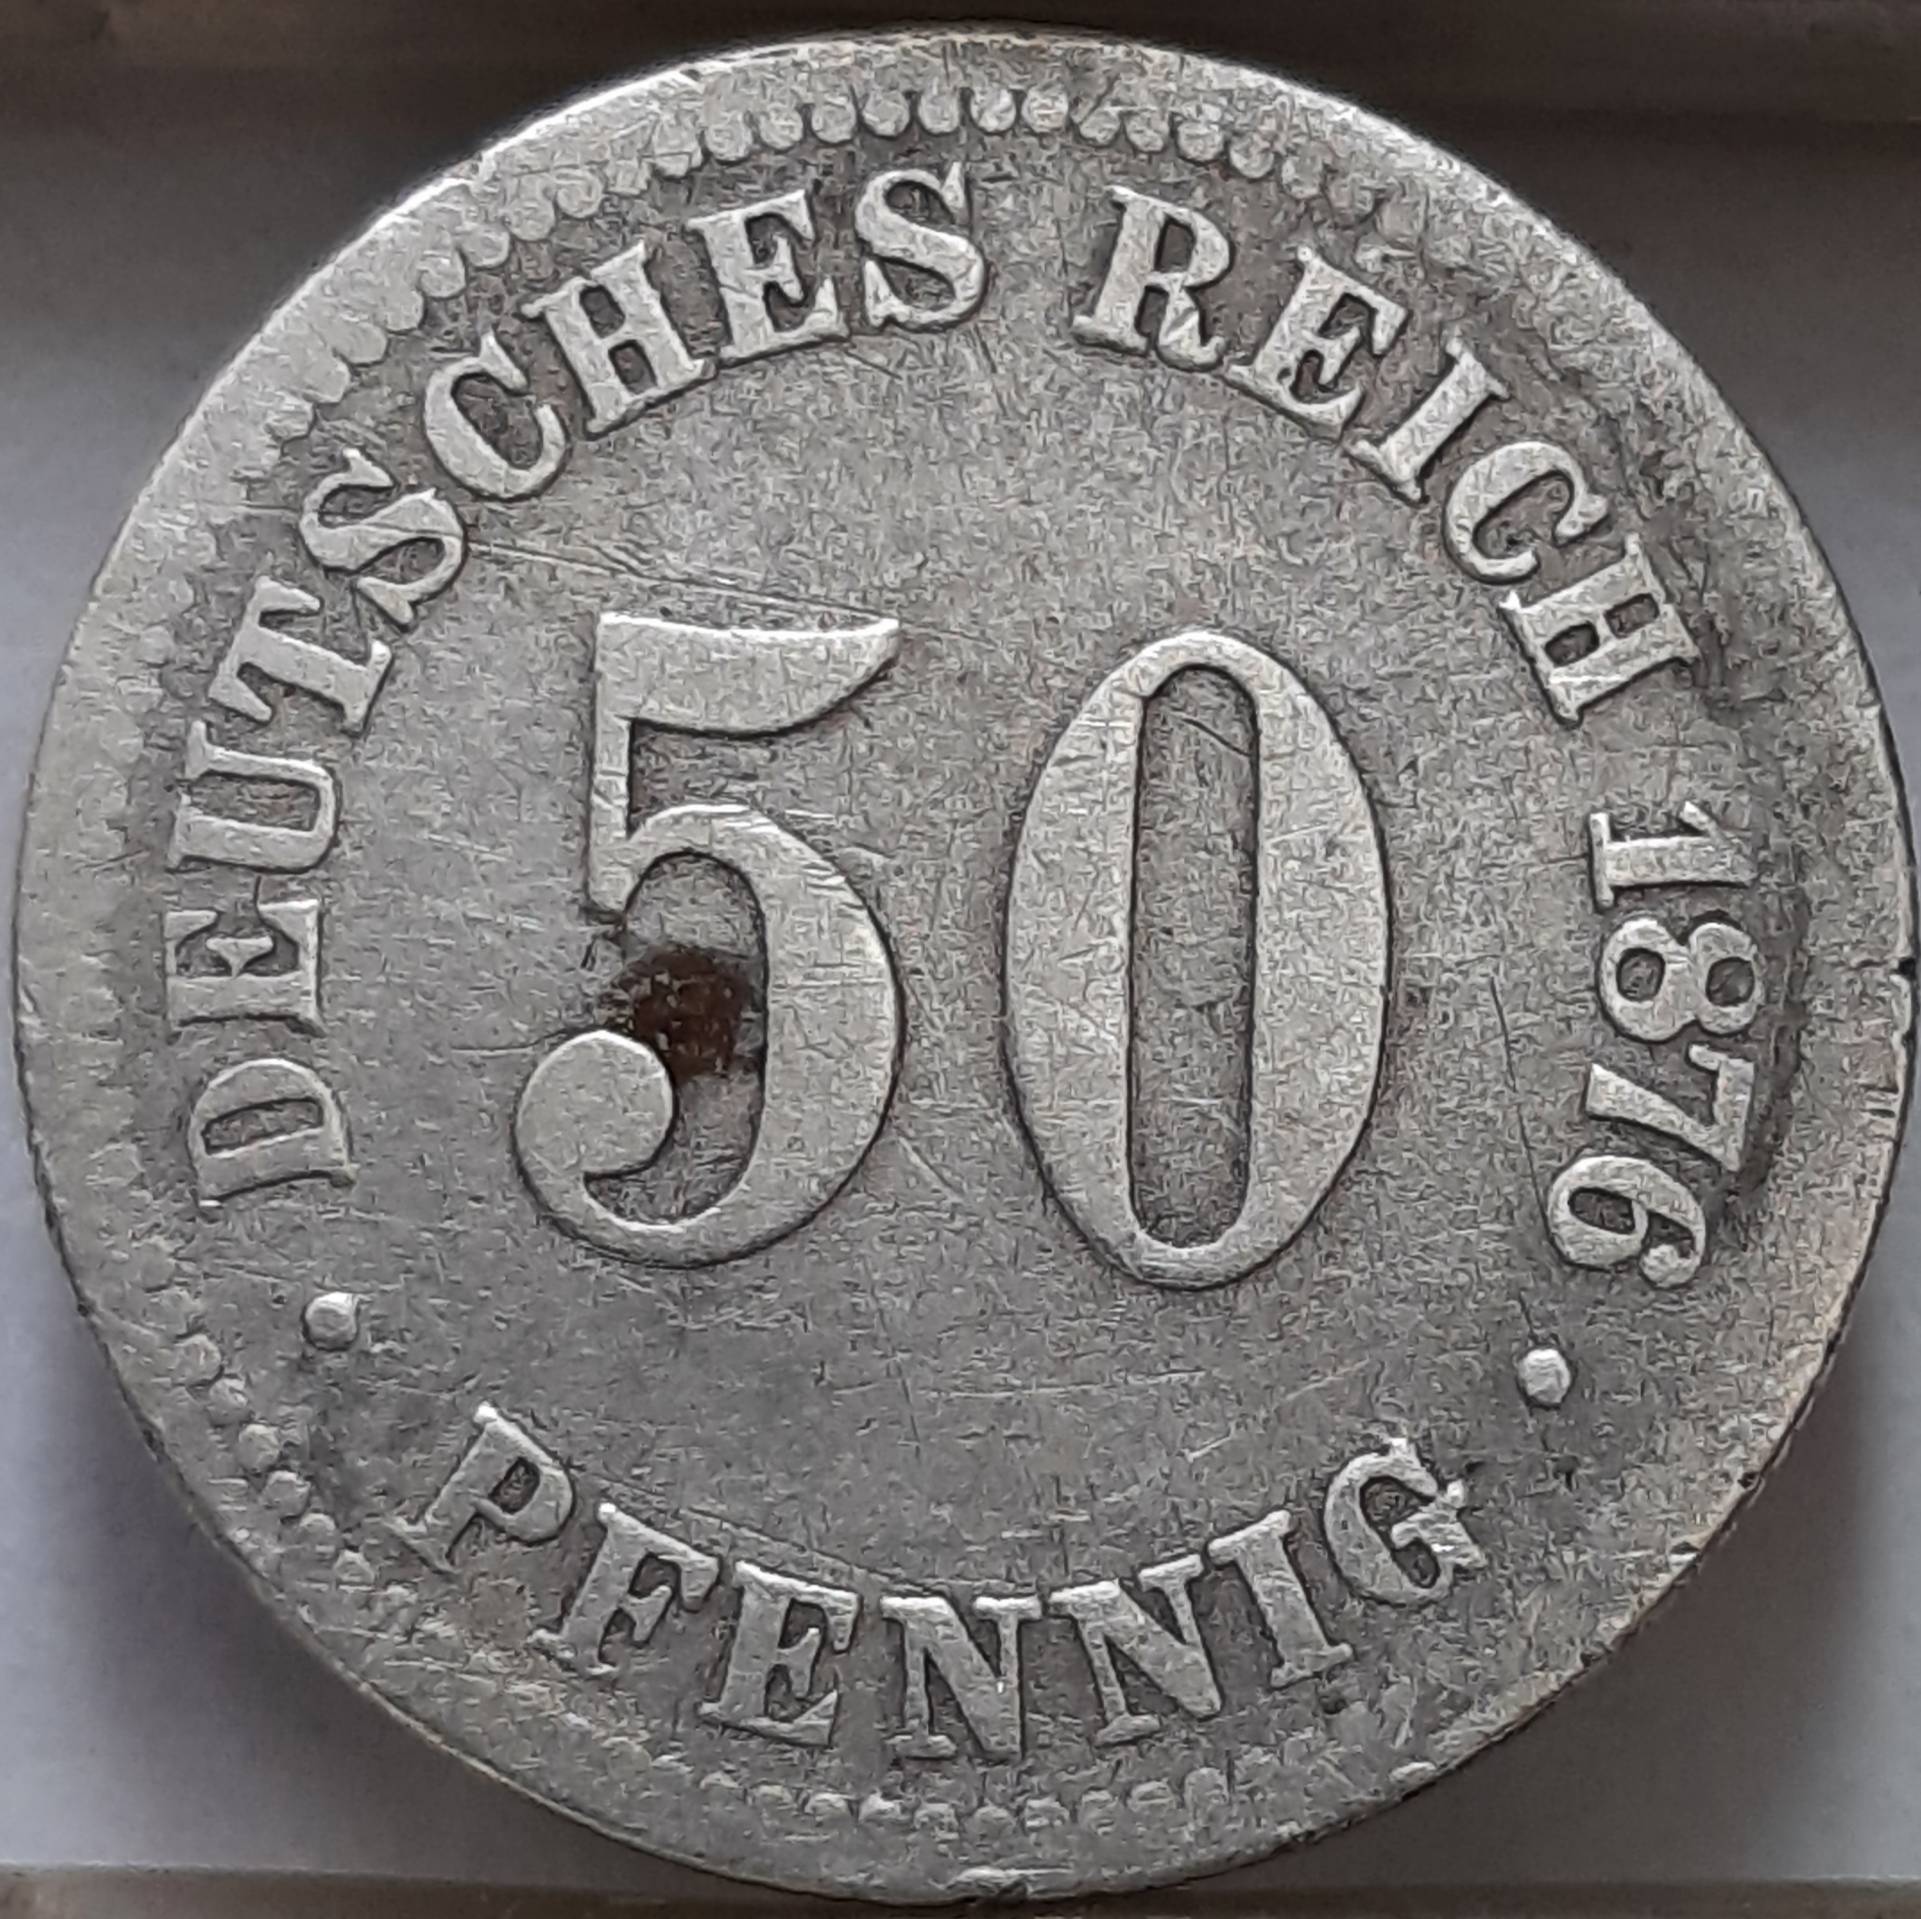 DEUTSCHES REICH 1876
50
· PFENNIG ·